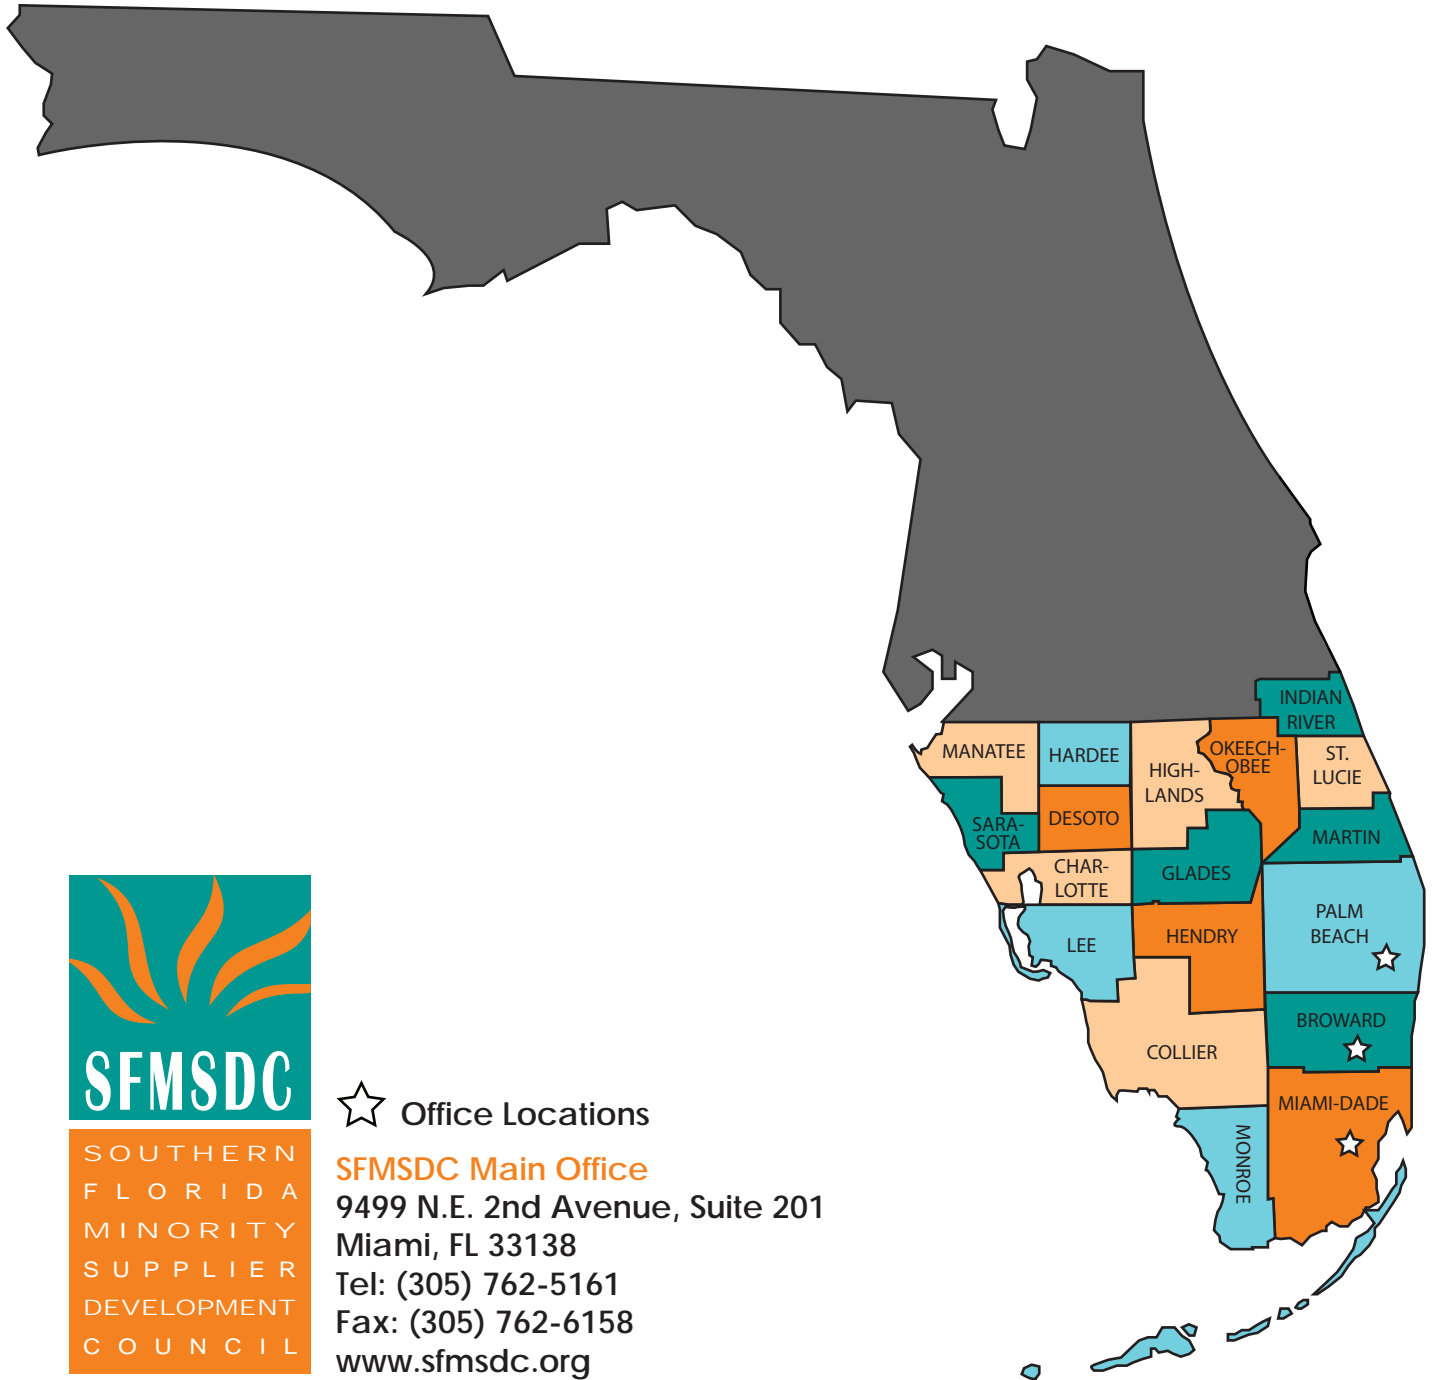 INDIAN
RIVER
MANATEE
HARDEE
HIGH-
LANDS
OKEECH-
OBEE
ST.
LUCIE
SARA-
SOTA
DESOTO
MARTIN
CHAR-
LOTTE
GLADES
PALM
BEACH
LEE
HENDRY
BROWARD
COLLIER
MIAMI-DADE
MONROE
SFMSDC
SOUTHERN
FLORIDA
MINORITY
SUPPLIER
DEVELOPMENT
COUNCIL
Office Locations
SFMSDC Main Office
9499 N.E. 2nd Avenue, Suite 201
Miami, FL 33138
Tel: (305) 762-5161
Fax: (305) 762-6158
www.sfmsdc.org